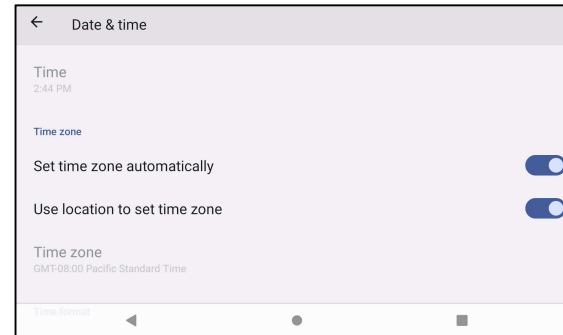 Date & time
Time
2:44 PM
Time zone
Set time zone automatically
Use location to set time zone
Time zone
GMT-08:00 Pacific Standard Time
Time format